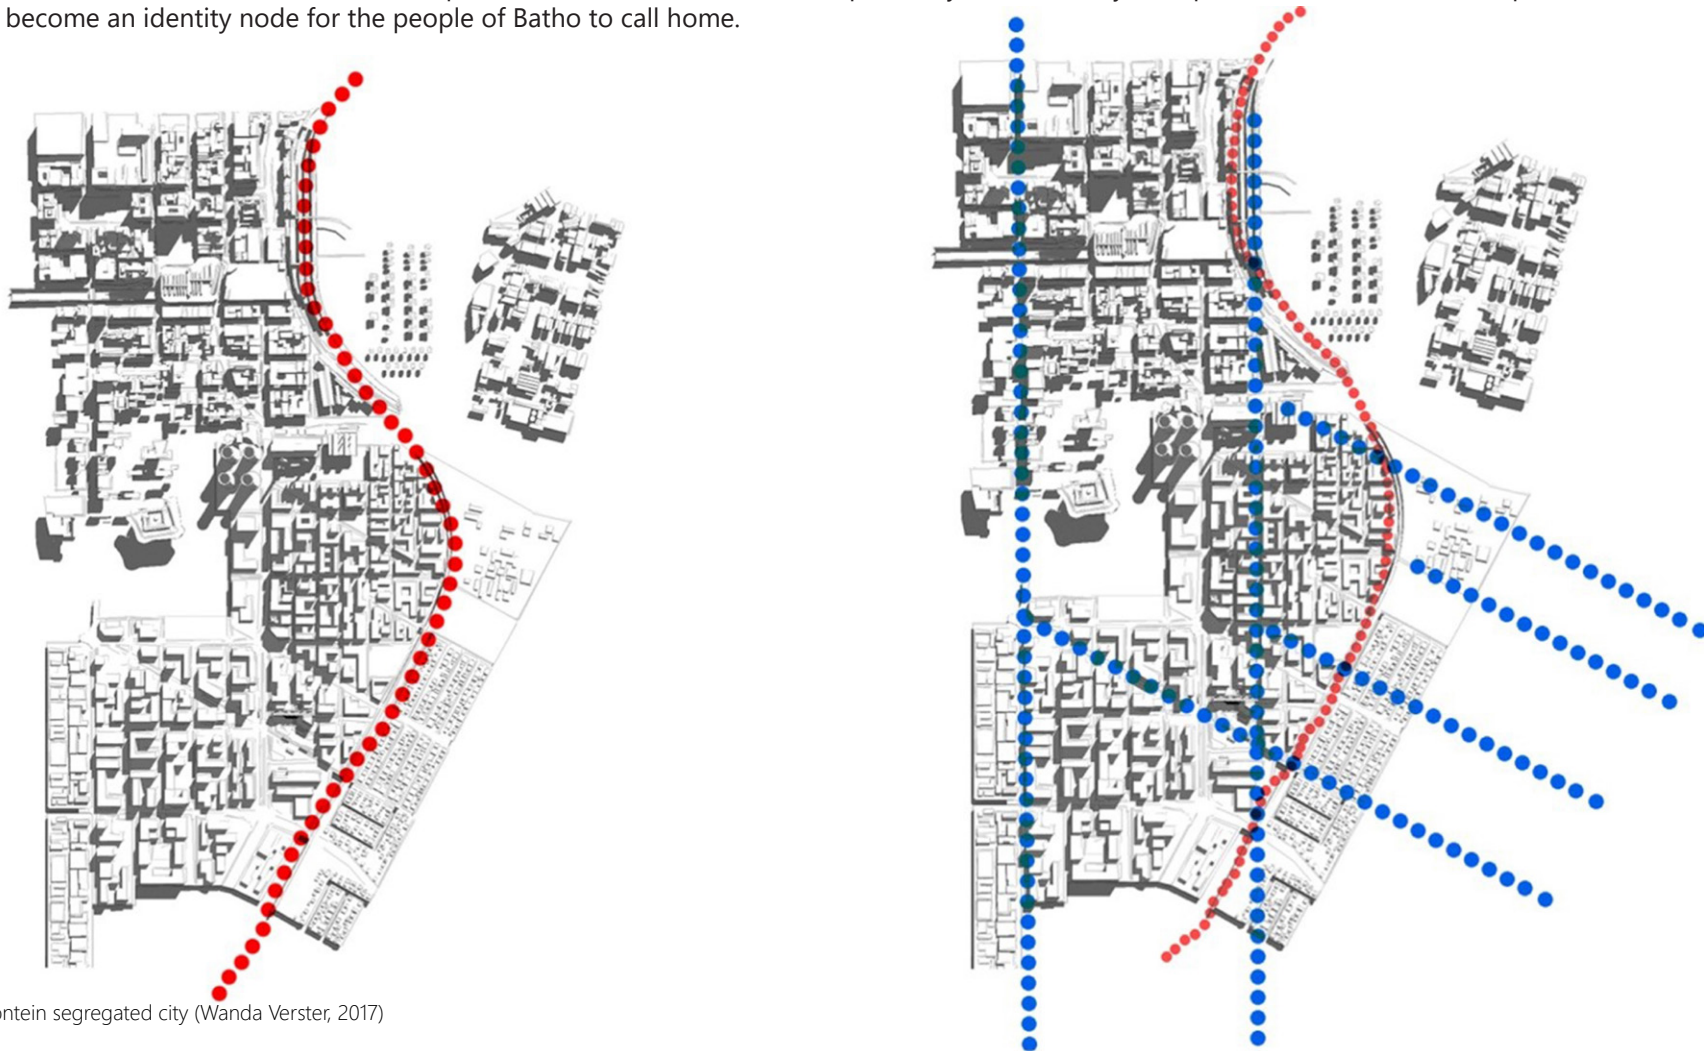 become an identity node for the people of Batho to call home.
ntein segregated city (Wanda Verster, 2017)